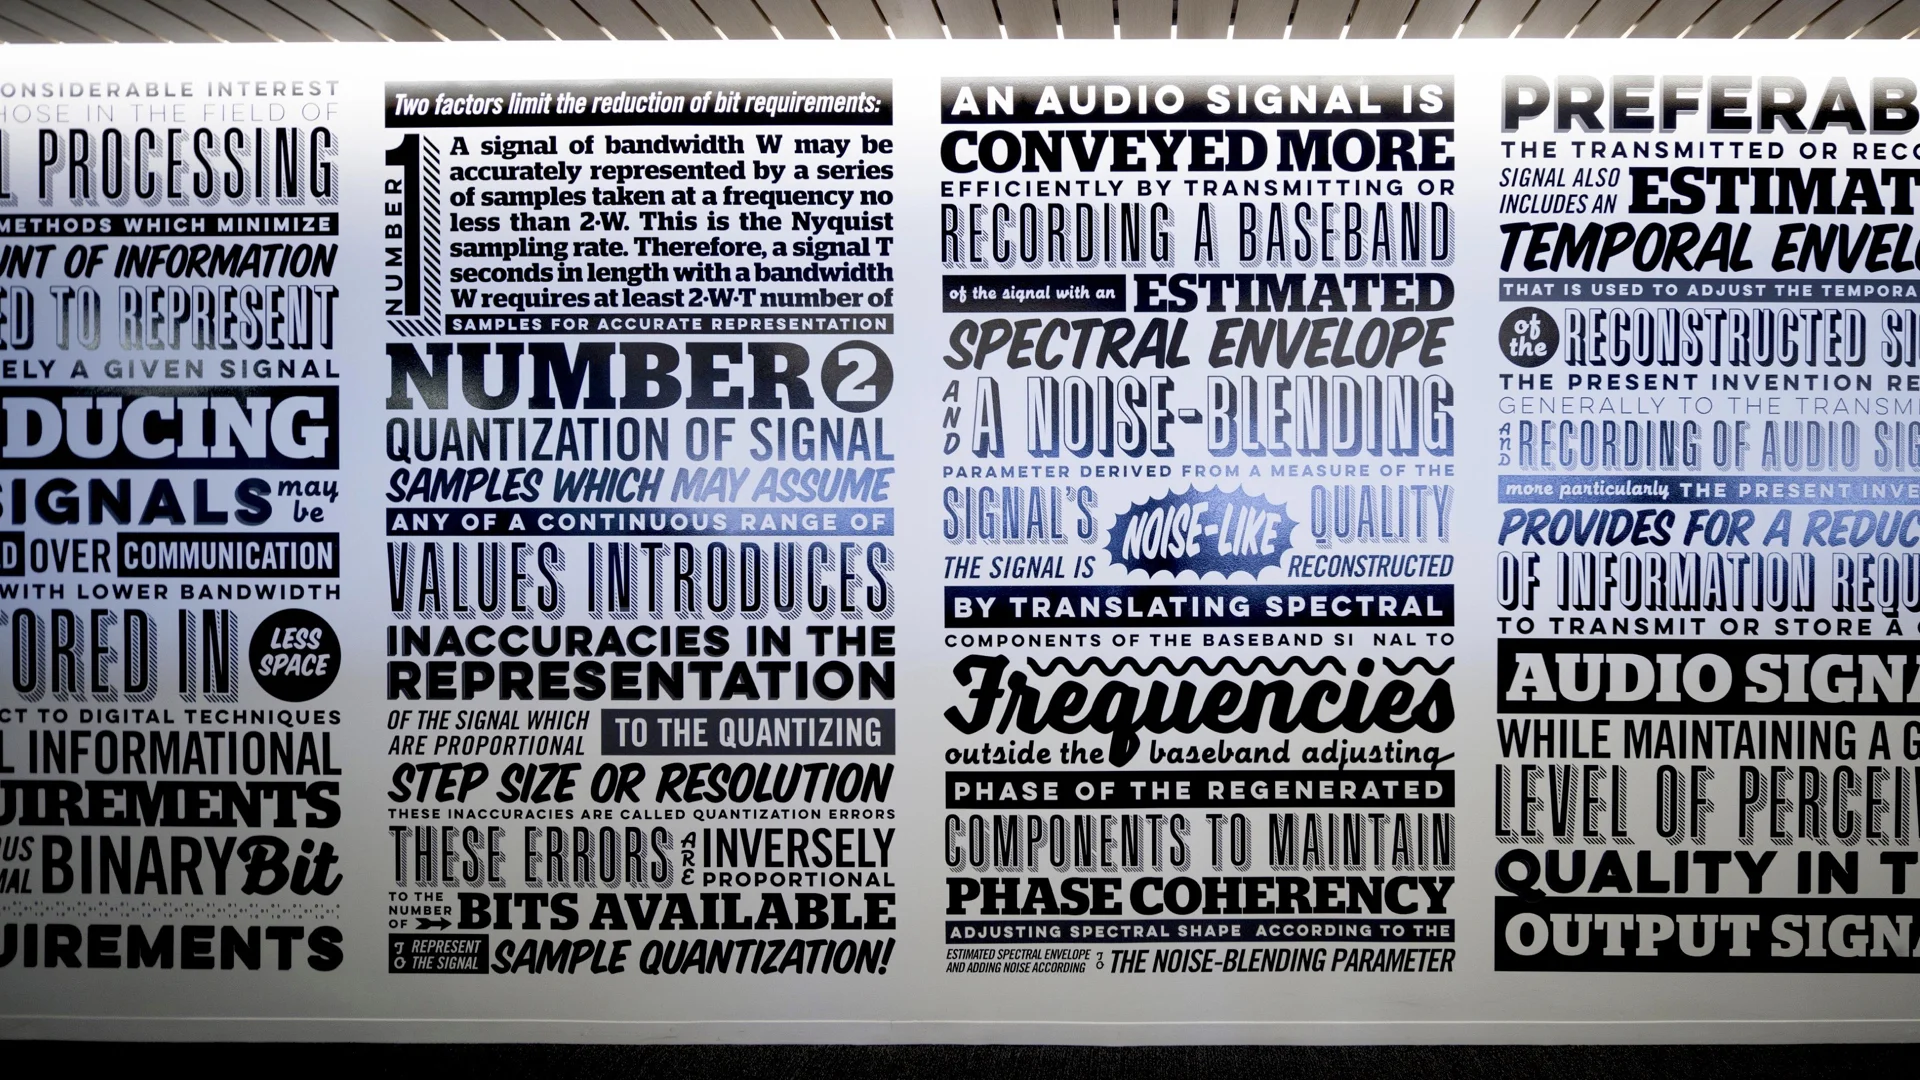 ONSIDERABLE INTEREST
HOSE IN THE FIELD OF
L PROCESSING
METHODS WHICH MINIMIZE
UNT OF INFORMATION
ED TO REPRESENT
ELY A GIVEN SIGNAL
DUCING
SIGNALS may be
D OVER COMMUNICATION
WITH LOWER BANDWIDTH
ORED IN LESS SPACE
CT TO DIGITAL TECHNIQUES
L INFORMATIONAL
UIREMENTS
US
MAL BINARY Bit
UIREMENTS
Two factors limit the reduction of bit requirements:
NUMBER 1
A signal of bandwidth W may be
accurately represented by a series
of samples taken at a frequency no
less than 2·W. This is the Nyquist
sampling rate. Therefore, a signal T
seconds in length with a bandwidth
W requires at least 2·W·T number of
SAMPLES FOR ACCURATE REPRESENTATION
NUMBER 2
QUANTIZATION OF SIGNAL
SAMPLES WHICH MAY ASSUME
ANY OF A CONTINUOUS RANGE OF
VALUES INTRODUCES
INACCURACIES IN THE
REPRESENTATION
OF THE SIGNAL WHICH
ARE PROPORTIONAL TO THE QUANTIZING
STEP SIZE OR RESOLUTION
THESE INACCURACIES ARE CALLED QUANTIZATION ERRORS
THESE ERRORS ARE INVERSELY
PROPORTIONAL
TO THE
NUMBER
OF BITS AVAILABLE
TO REPRESENT
THE SIGNAL SAMPLE QUANTIZATION!
AN AUDIO SIGNAL IS
CONVEYED MORE
EFFICIENTLY BY TRANSMITTING OR
RECORDING A BASEBAND
of the signal with an ESTIMATED
SPECTRAL ENVELOPE
AND A NOISE-BLENDING
PARAMETER DERIVED FROM A MEASURE OF THE
SIGNAL'S NOISE-LIKE QUALITY
THE SIGNAL IS RECONSTRUCTED
BY TRANSLATING SPECTRAL
COMPONENTS OF THE BASEBAND SI NAL TO
Frequencies
outside the baseband adjusting
PHASE OF THE REGENERATED
COMPONENTS TO MAINTAIN
PHASE COHERENCY
ADJUSTING SPECTRAL SHAPE ACCORDING TO THE
ESTIMATED SPECTRAL ENVELOPE
AND ADDING NOISE ACCORDING TO THE NOISE-BLENDING PARAMETER
PREFERAB
THE TRANSMITTED OR RECO
SIGNAL ALSO
INCLUDES AN ESTIMAT
TEMPORAL ENVEL
THAT IS USED TO ADJUST THE TEMPORA
of the RECONSTRUCTED SI
THE PRESENT INVENTION RE
GENERALLY TO THE TRANSMI
AND RECORDING OF AUDIO SIG
more particularly THE PRESENT INVE
PROVIDES FOR A REDUC
OF INFORMATION REQU
TO TRANSMIT OR STORE A
AUDIO SIGNA
WHILE MAINTAINING A G
LEVEL OF PERCEIV
QUALITY IN T
OUTPUT SIGNA